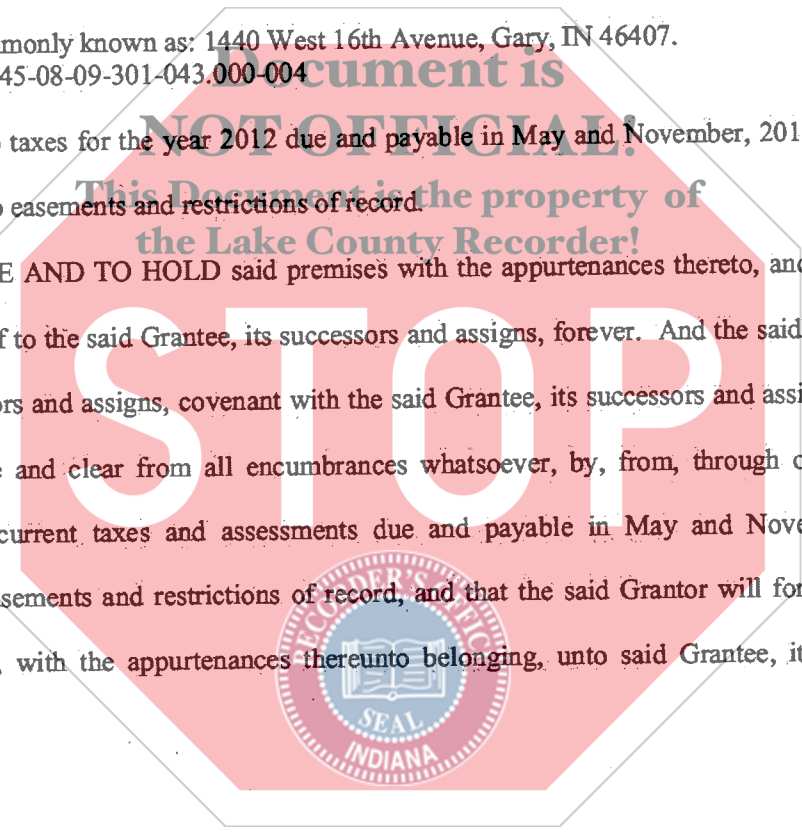 monly known as: 1440 West 16th Avenue, Gary, IN 46407.
45-08-09-301-043.000-004
Document is
taxes for the year 2012 due and payable in May and November, 201
NOT OFFICIAL!
This Document is the property of
easements and restrictions of record.
the Lake County Recorder!
E AND TO HOLD said premises with the appurtenances thereto, and
f to the said Grantee, its successors and assigns, forever. And the said
STOP
rs and assigns, covenant with the said Grantee, its successors and assi
and clear from all encumbrances whatsoever, by, from, through
current taxes and assessments due and payable in May and Nove
sements and restrictions of record, and that the said Grantor will for
, with the appurtenances thereunto belonging, unto said Grantee, it
RECORDER'S OFFICE
SEAL
INDIANA